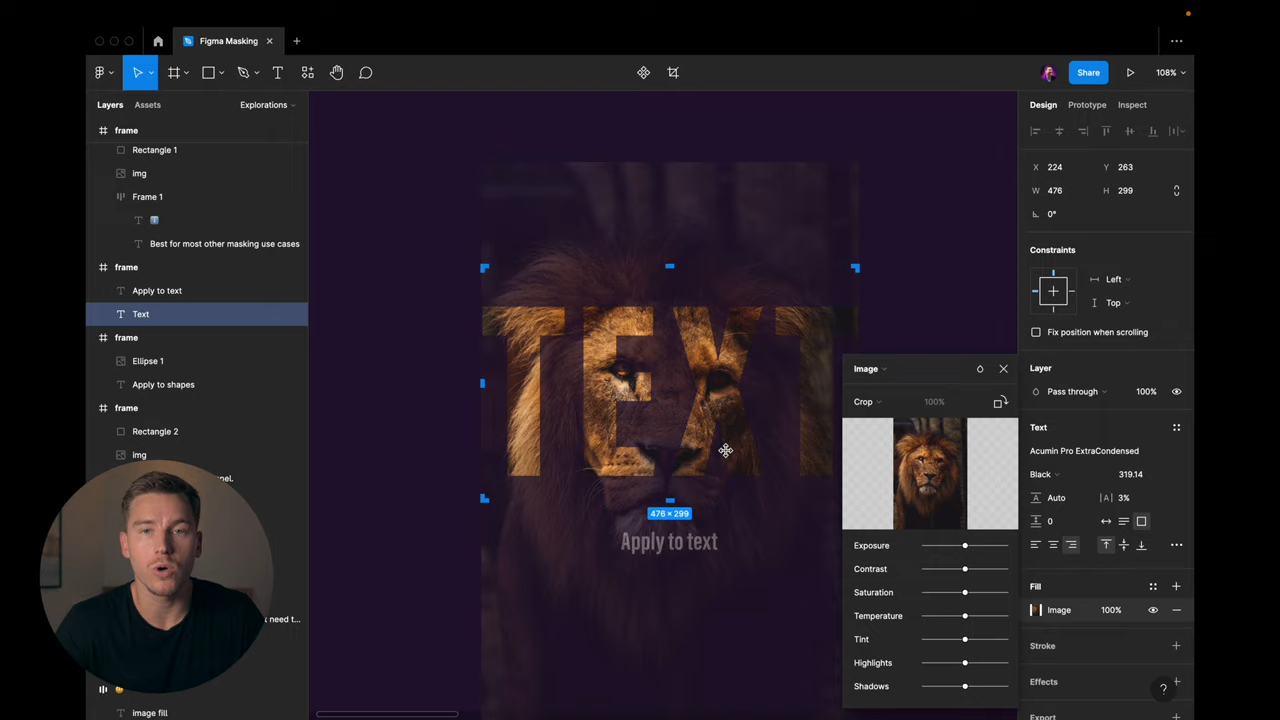 Figma Masking
Share
108%
Layers
Assets
Explorations
Design
Prototype
Inspect
frame
Rectangle 1
img
Frame 1
Best for most other masking use cases
frame
Apply to text
Text
frame
Ellipse 1
Apply to shapes
frame
Rectangle 2
img
nel.
k need t...
image fill
TEXT
476 × 299
Apply to text
Image
Crop
100%
Exposure
Contrast
Saturation
Temperature
Tint
Highlights
Shadows
X 224
Y 263
W 476
H 299
0°
Constraints
Left
Top
Fix position when scrolling
Layer
Pass through
100%
Text
Acumin Pro ExtraCondensed
Black
319.14
A Auto
|A| 3%
0
Fill
Image
100%
Stroke
Effects
?
Export